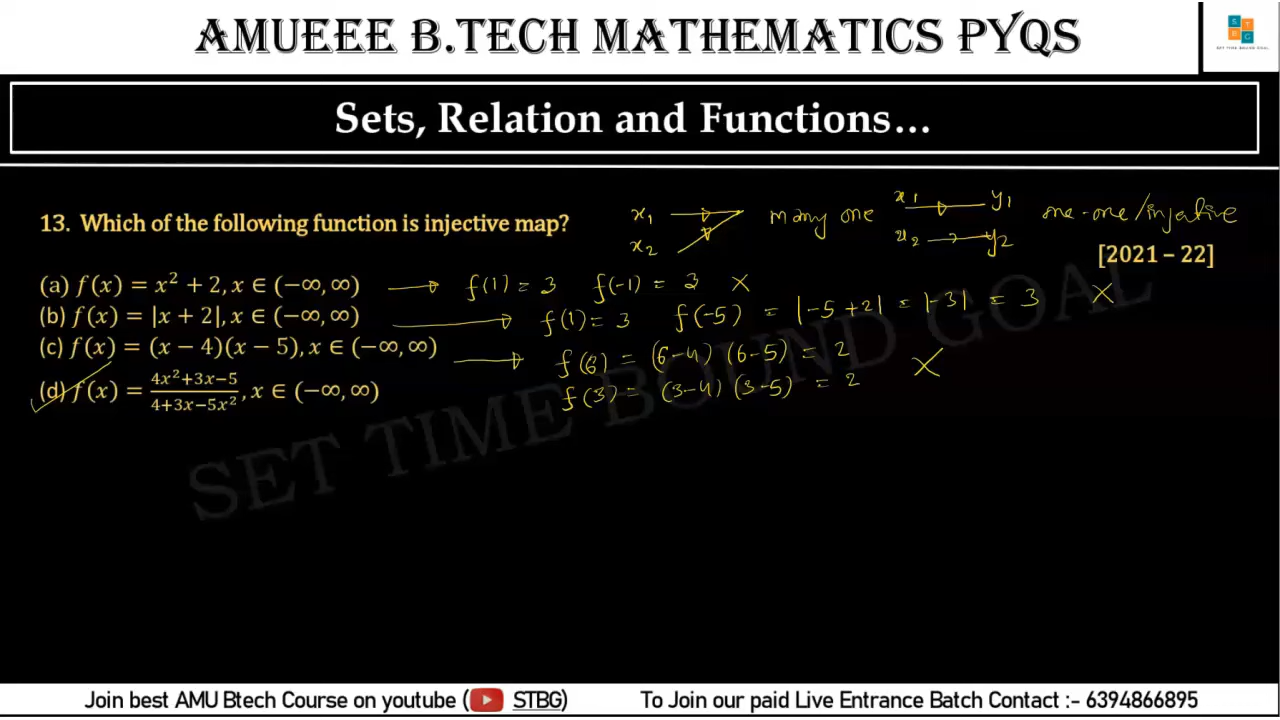 AMUEEE B.TECH MATHEMATICS PYQS
SET TIME BOUND GOAL
Sets, Relation and Functions...
13. Which of the following function is injective map?
x₁
x₂
many one
x₁ y₁
x₂ y₂
one-one/injective
[2021 – 22]
(a) f(x) = x² + 2, x ∈ (−∞, ∞) → f(1) = 3 f(-1) = 3 ×
(b) f(x) = |x + 2|, x ∈ (−∞, ∞) → f(1) = 3 f(-5) = |-5+2| = |-3| = 3 ×
(c) f(x) = (x − 4)(x − 5), x ∈ (−∞, ∞) → f(6) = (6-4) (6-5) = 2 ×
f(3) = (3-4) (3-5) = 2
(d) f(x) = (4x²+3x−5)/(4+3x−5x²), x ∈ (−∞, ∞)
SET TIME BOUND GOAL
Join best AMU Btech Course on youtube ( STBG)
To Join our paid Live Entrance Batch Contact :- 6394866895